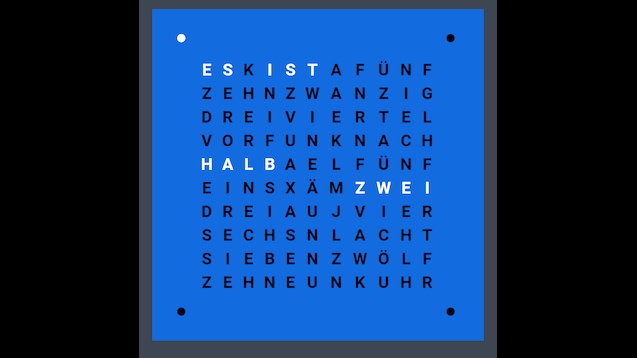 ESKISTAFÜNF
ZEHNZWANZIG
DREIVIERTEL
VORFUNKNACH
HALBAELFÜNF
EINSXÄMZWEI
DREIAUJVIER
SECHSNLACHT
SIEBENZWÖLF
ZEHNEUNKUHR